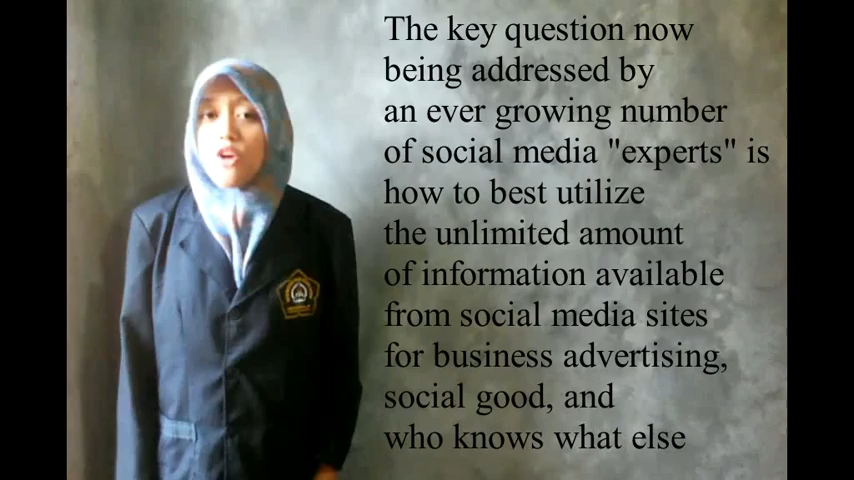 The key question now
being addressed by
an ever growing number
of social media "experts" is
how to best utilize
the unlimited amount
of information available
from social media sites
for business advertising,
social good, and
who knows what else